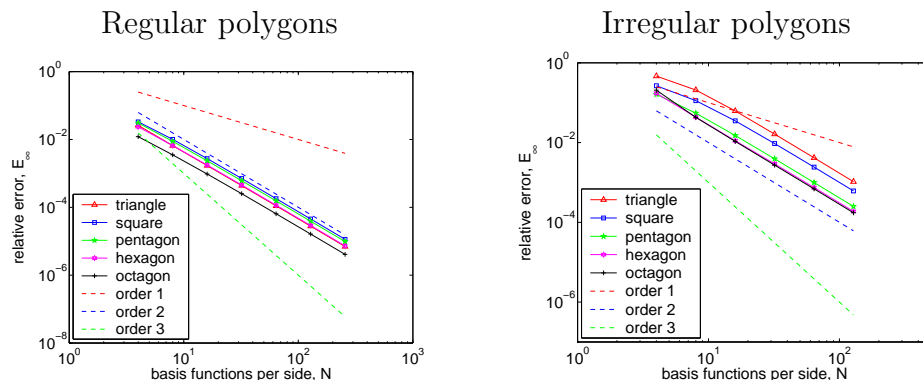 Regular polygons
10^0
10^-2
10^-4
10^-6
10^-8
relative error, E_∞
triangle
square
pentagon
hexagon
octagon
order 1
order 2
order 3
10^0
10^1
10^2
10^3
basis functions per side, N
Irregular polygons
10^0
10^-2
10^-4
10^-6
relative error, E_∞
triangle
square
pentagon
hexagon
octagon
order 1
order 2
order 3
10^0
10^1
10^2
basis functions per side, N